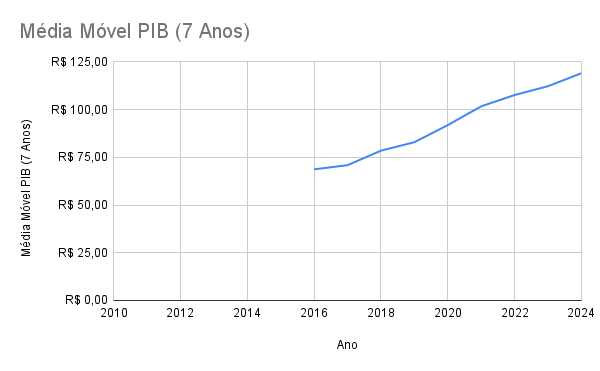 Média Móvel PIB (7 Anos)
Média Móvel PIB (7 Anos)
R$ 125,00
R$ 100,00
R$ 75,00
R$ 50,00
R$ 25,00
R$ 0,00
2010 2012 2014 2016 2018 2020 2022 2024
Ano